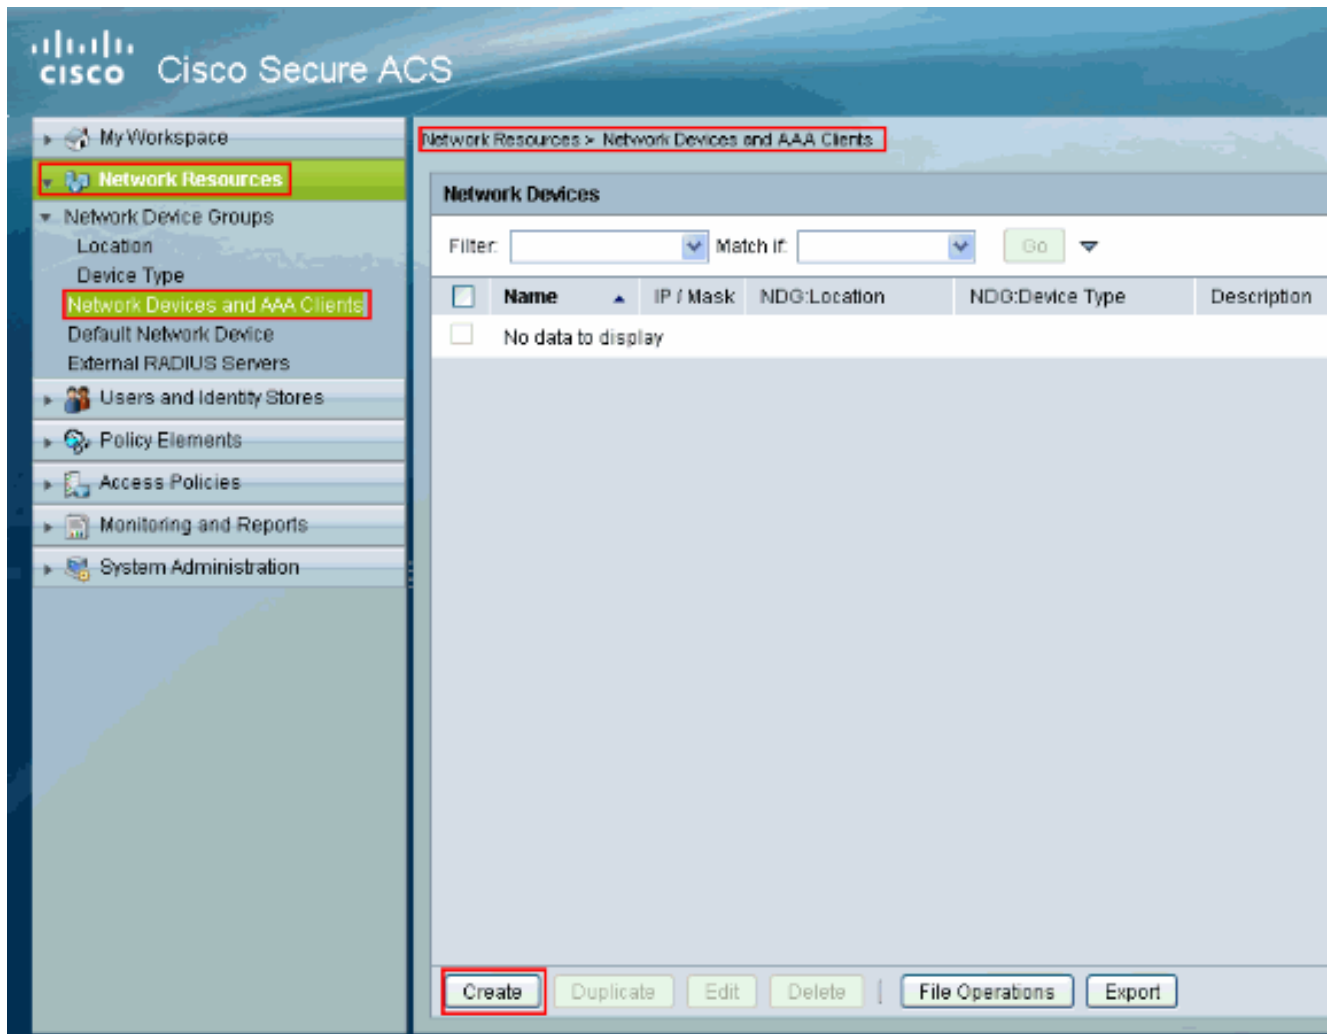 CISCO Cisco Secure ACS
My Workspace
Network Resources
Network Device Groups
Location
Device Type
Network Devices and AAA Clients
Default Network Device
External RADIUS Servers
Users and Identity Stores
Policy Elements
Access Policies
Monitoring and Reports
System Administration
Network Resources > Network Devices and AAA Clients
Network Devices
Filter: Match if: Go
Name IP / Mask NDG:Location NDG:Device Type Description
No data to display
Create Duplicate Edit Delete | File Operations Export